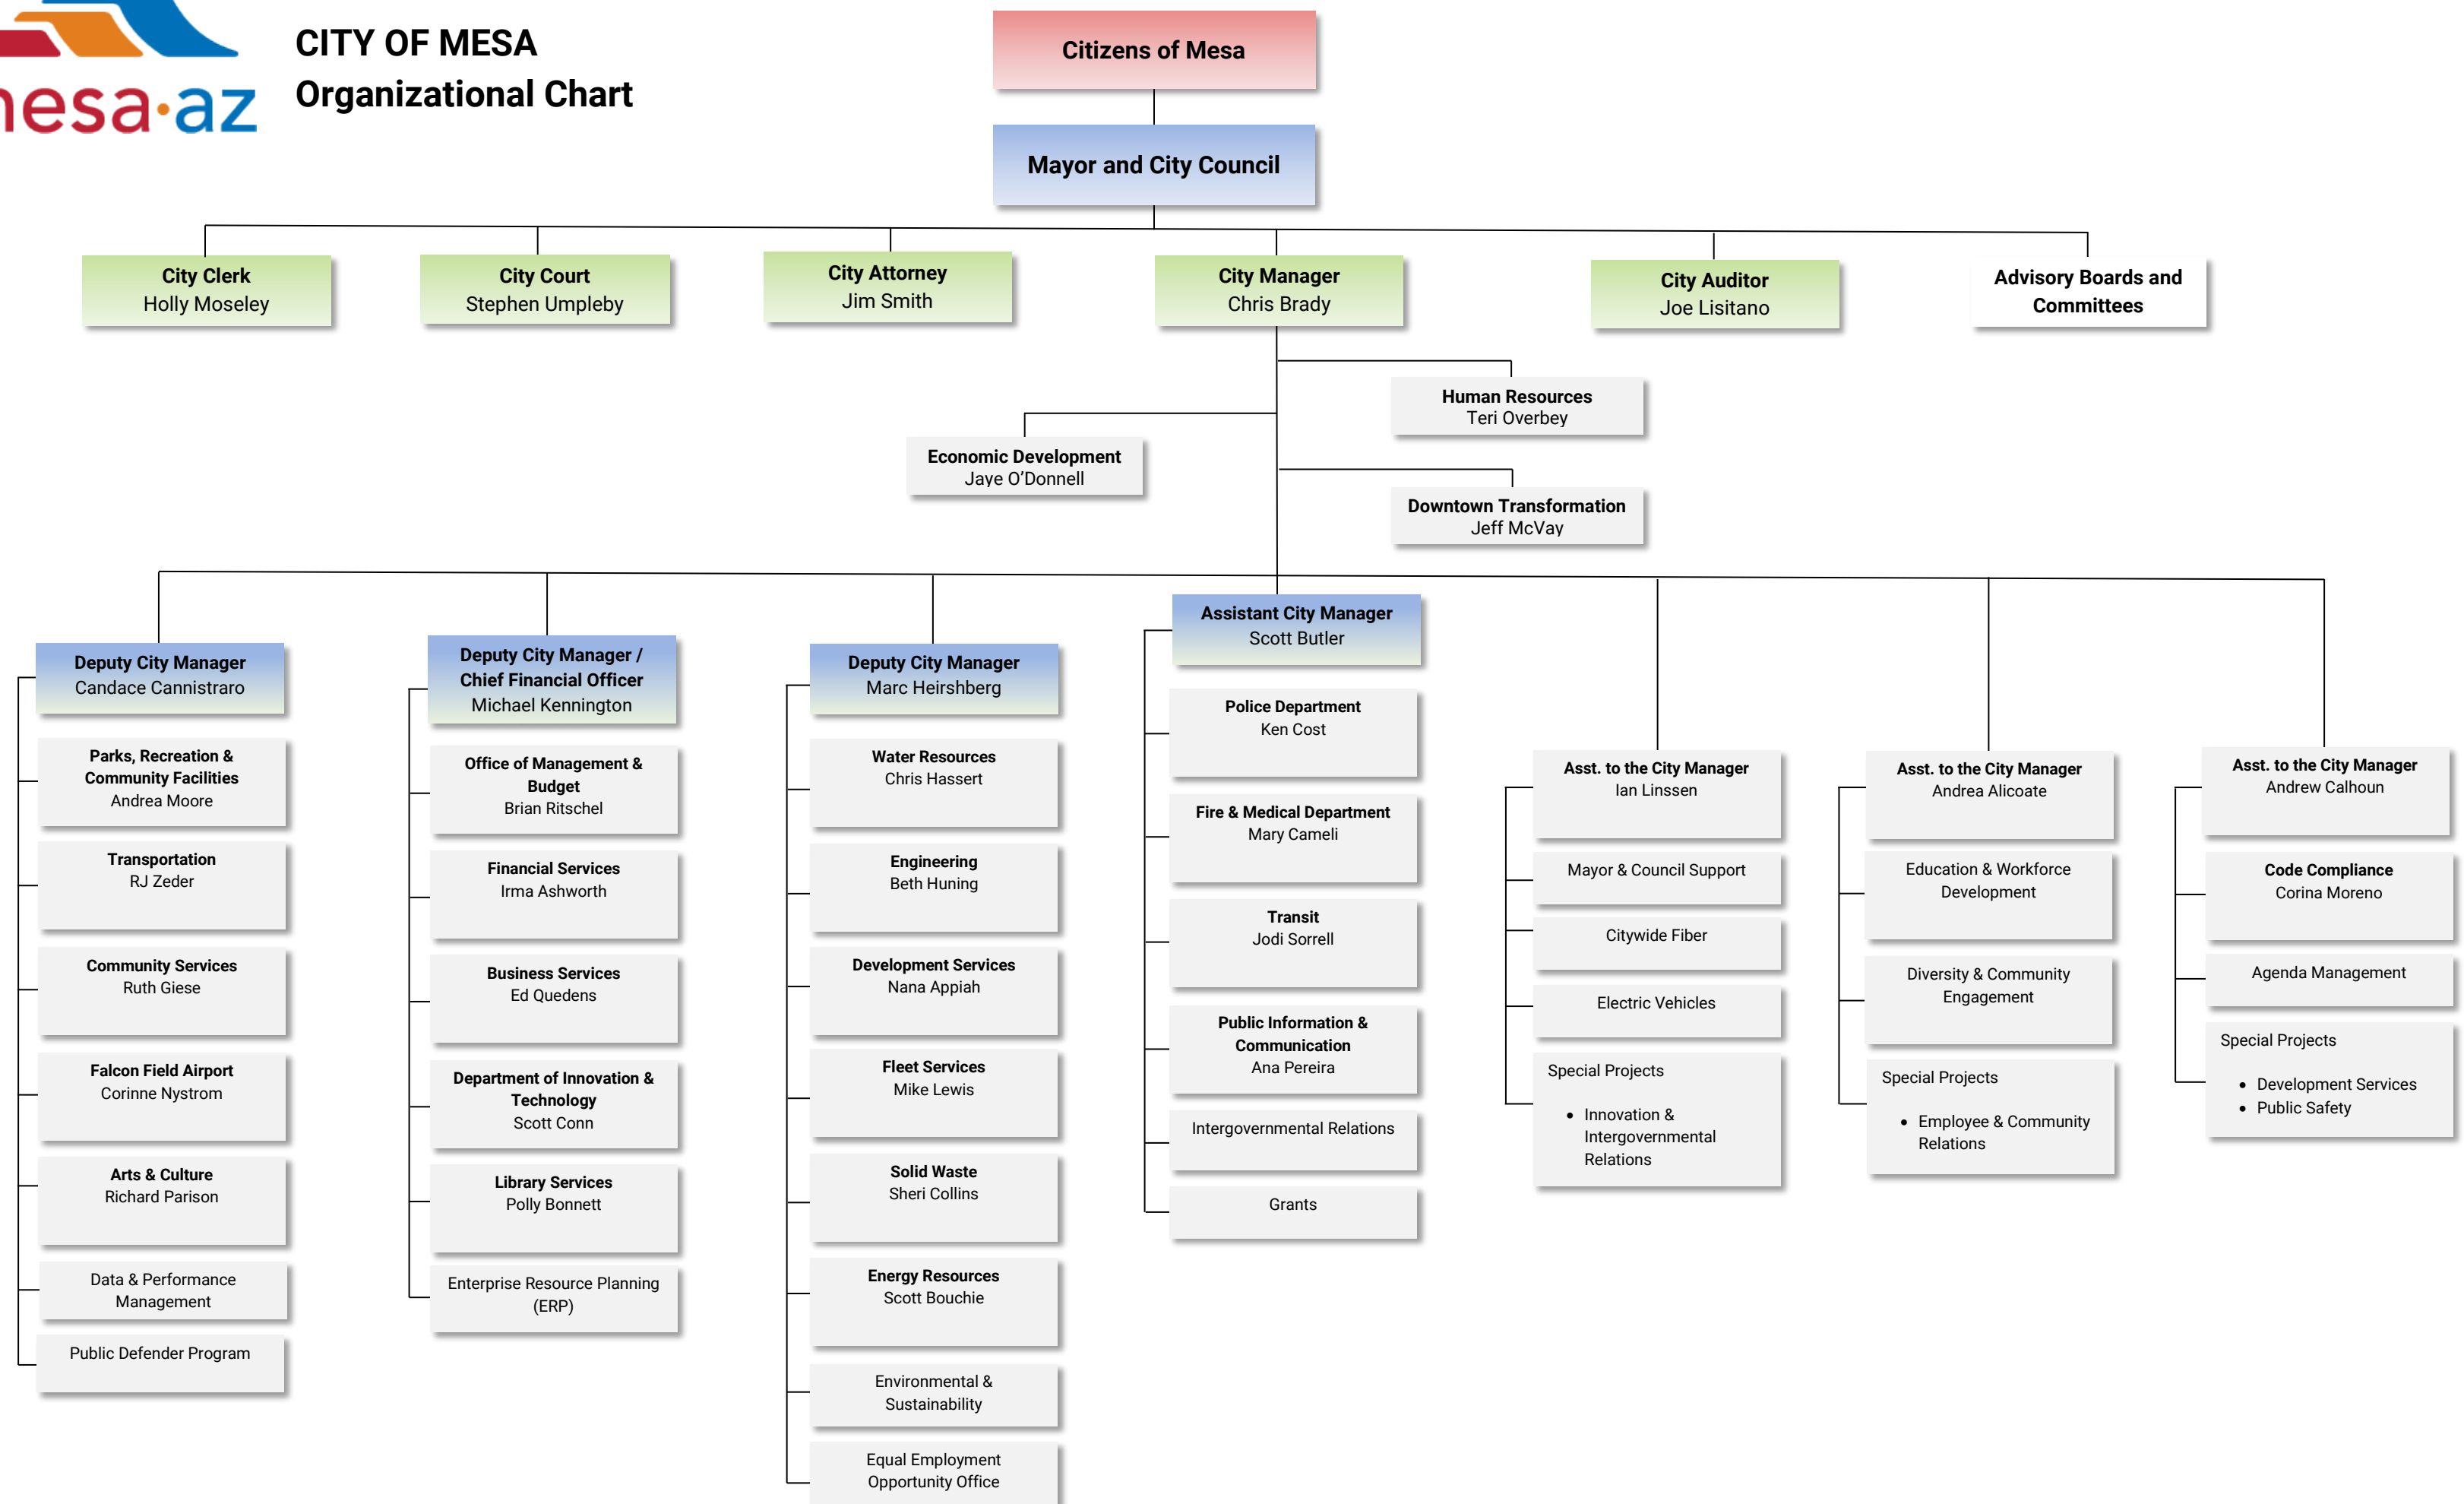 mesa·az
CITY OF MESA
Organizational Chart
Citizens of Mesa
Mayor and City Council
City Clerk
Holly Moseley
City Court
Stephen Umpleby
City Attorney
Jim Smith
City Manager
Chris Brady
City Auditor
Joe Lisitano
Advisory Boards and
Committees
Human Resources
Teri Overbey
Economic Development
Jaye O’Donnell
Downtown Transformation
Jeff McVay
Deputy City Manager
Candace Cannistraro
Parks, Recreation &
Community Facilities
Andrea Moore
Transportation
RJ Zeder
Community Services
Ruth Giese
Falcon Field Airport
Corinne Nystrom
Arts & Culture
Richard Parison
Data & Performance
Management
Public Defender Program
Deputy City Manager /
Chief Financial Officer
Michael Kennington
Office of Management &
Budget
Brian Ritschel
Financial Services
Irma Ashworth
Business Services
Ed Quedens
Department of Innovation &
Technology
Scott Conn
Library Services
Polly Bonnett
Enterprise Resource Planning
(ERP)
Deputy City Manager
Marc Heirshberg
Water Resources
Chris Hassert
Engineering
Beth Huning
Development Services
Nana Appiah
Fleet Services
Mike Lewis
Solid Waste
Sheri Collins
Energy Resources
Scott Bouchie
Environmental &
Sustainability
Equal Employment
Opportunity Office
Assistant City Manager
Scott Butler
Police Department
Ken Cost
Fire & Medical Department
Mary Cameli
Transit
Jodi Sorrell
Public Information &
Communication
Ana Pereira
Intergovernmental Relations
Grants
Asst. to the City Manager
Ian Linssen
Mayor & Council Support
Citywide Fiber
Electric Vehicles
Special Projects
• Innovation &
Intergovernmental
Relations
Asst. to the City Manager
Andrea Alicoate
Education & Workforce
Development
Diversity & Community
Engagement
Special Projects
• Employee & Community
Relations
Asst. to the City Manager
Andrew Calhoun
Code Compliance
Corina Moreno
Agenda Management
Special Projects
• Development Services
• Public Safety